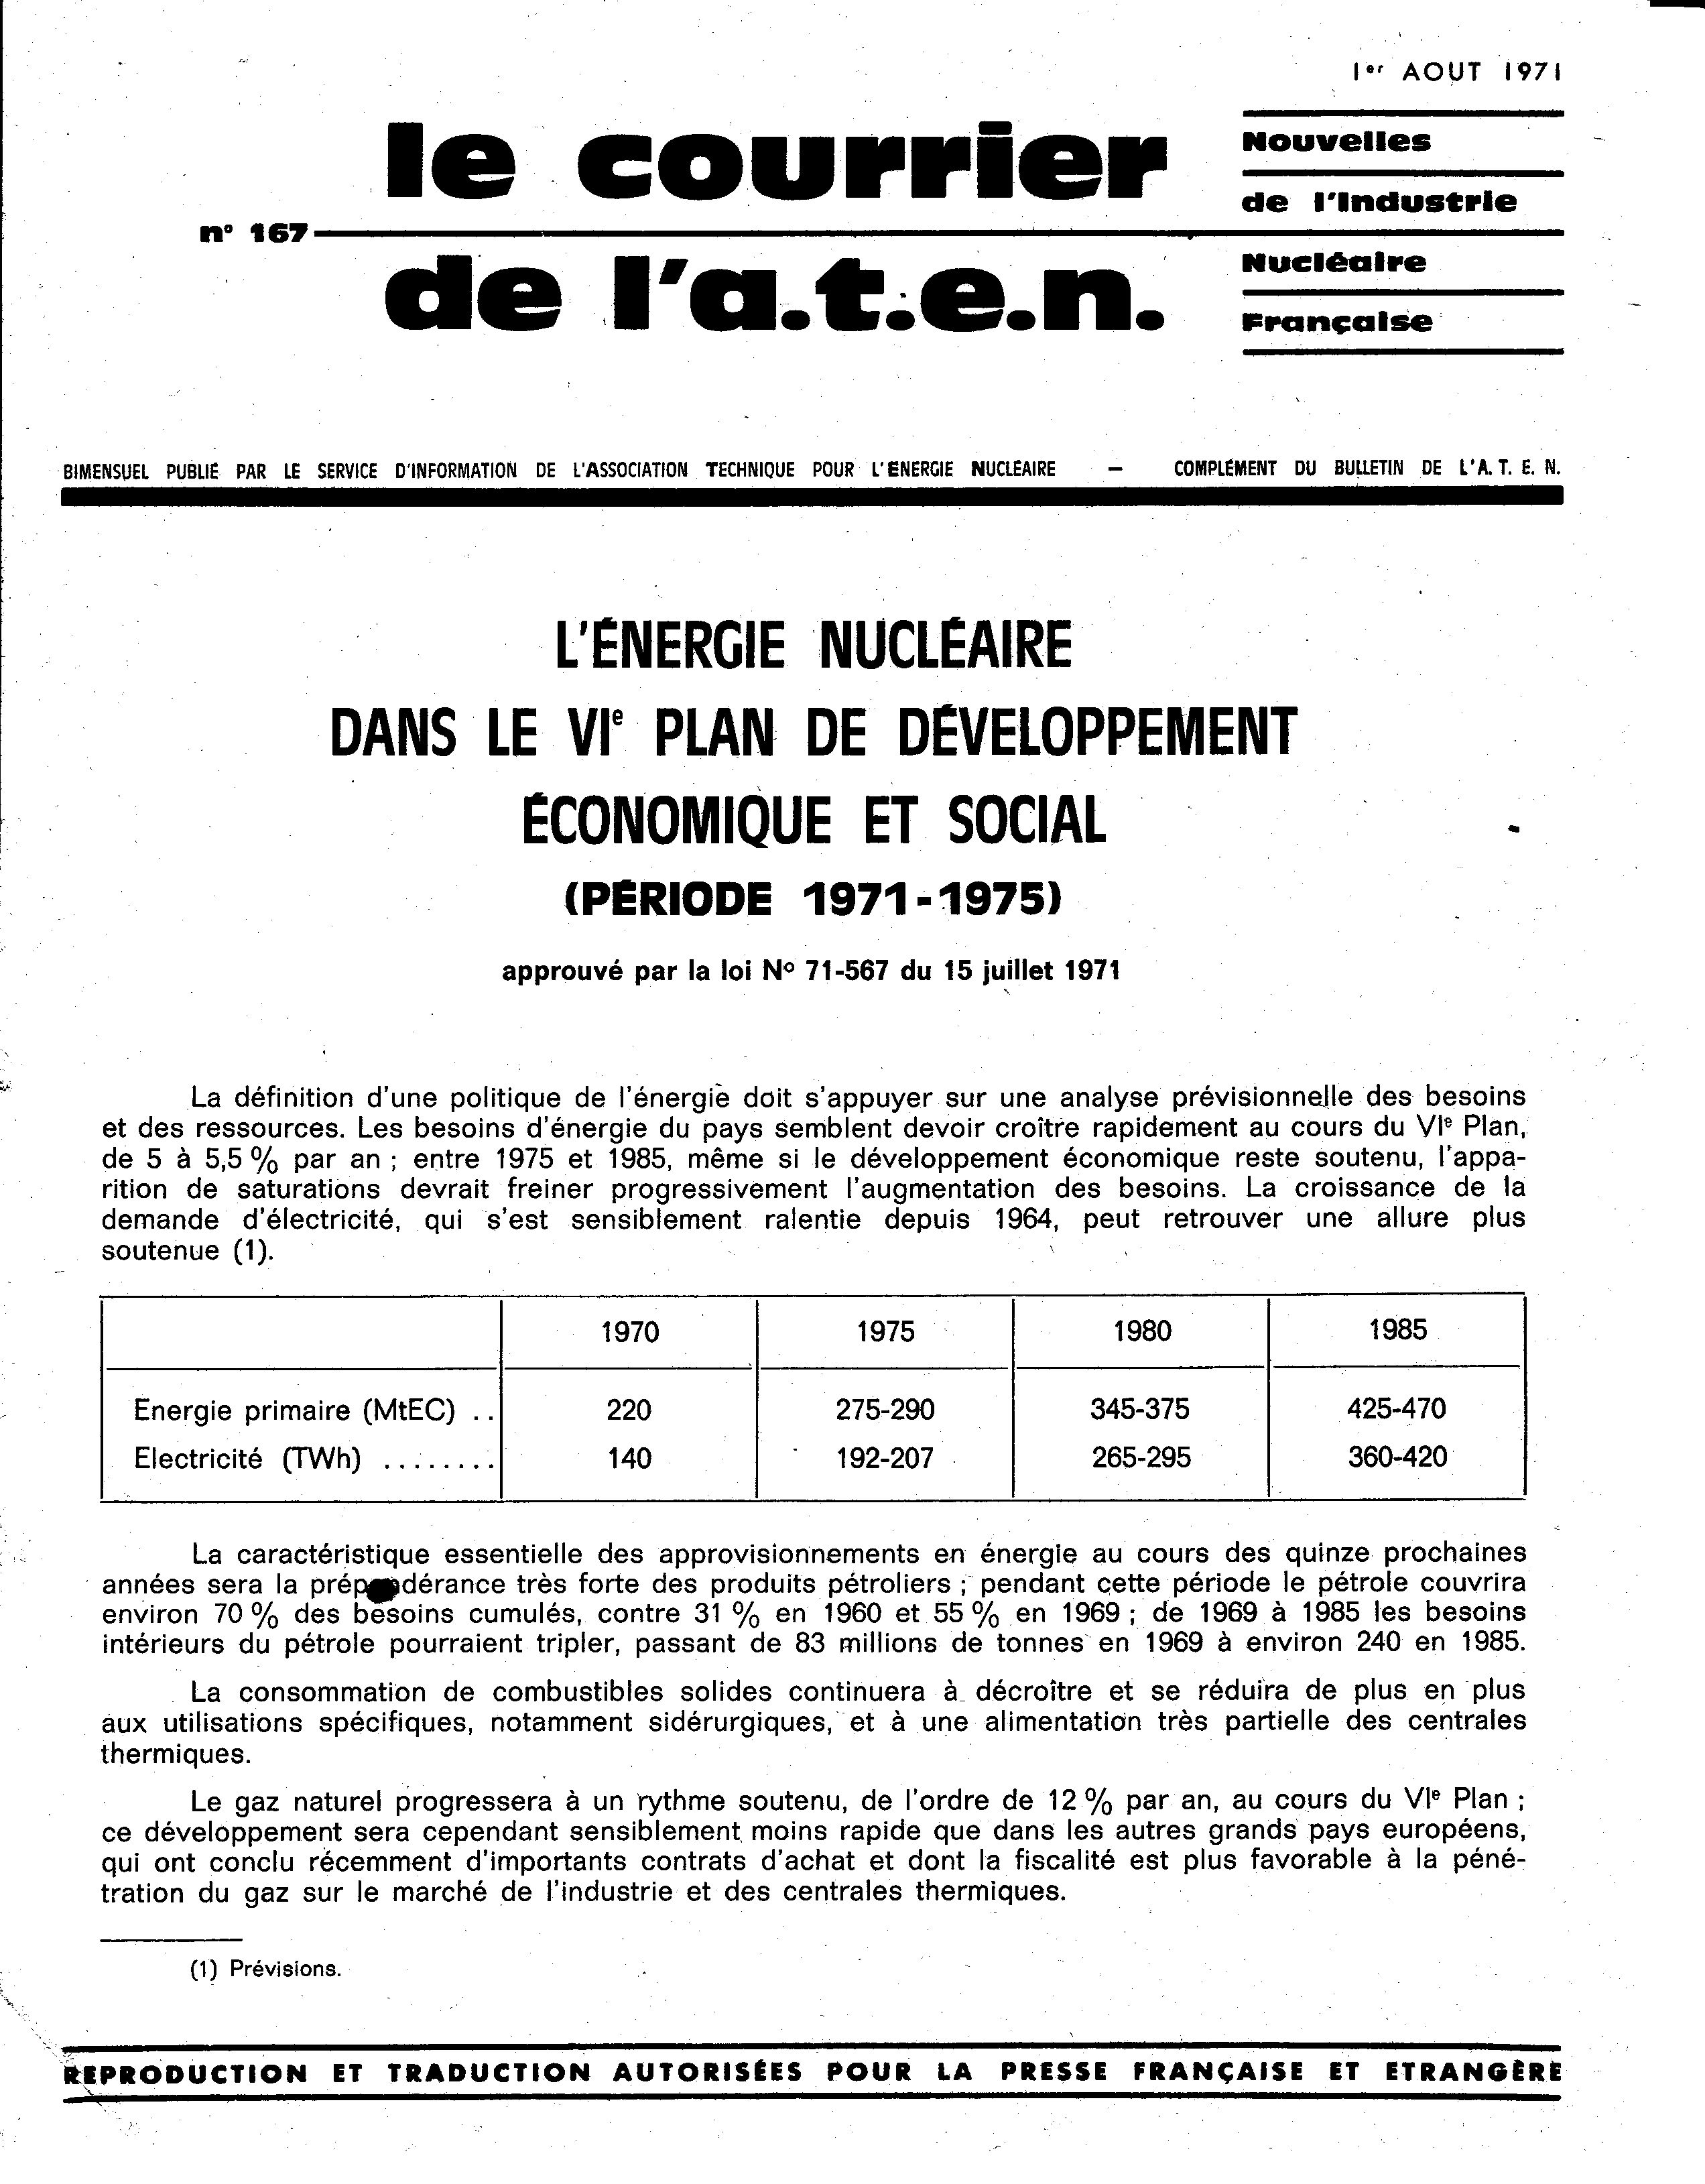 1er AOUT 1971
le courrier
de l'a.t.e.n.
n° 167
Nouvelles
de l'Industrie
Nucléaire
Française
BIMENSUEL PUBLIÉ PAR LE SERVICE D'INFORMATION DE L'ASSOCIATION TECHNIQUE POUR L'ENERGIE NUCLEAIRE — COMPLÉMENT DU BULLETIN DE L'A.T.E.N.
L'ÉNERGIE NUCLÉAIRE
DANS LE VIe PLAN DE DÉVELOPPEMENT
ÉCONOMIQUE ET SOCIAL
(PÉRIODE 1971-1975)
approuvé par la loi No 71-567 du 15 juillet 1971
La définition d'une politique de l'énergie doit s'appuyer sur une analyse prévisionnelle des besoins
et des ressources. Les besoins d'énergie du pays semblent devoir croître rapidement au cours du VIe Plan,
de 5 à 5,5 % par an ; entre 1975 et 1985, même si le développement économique reste soutenu, l'appa-
rition de saturations devrait freiner progressivement l'augmentation des besoins. La croissance de la
demande d'électricité, qui s'est sensiblement ralentie depuis 1964, peut retrouver une allure plus
soutenue (1).
1970 1975 1980 1985
Energie primaire (MtEC) .. 220 275-290 345-375 425-470
Electricité (TWh) ........ 140 192-207 265-295 360-420
La caractéristique essentielle des approvisionnements en énergie au cours des quinze prochaines
années sera la prépondérance très forte des produits pétroliers ; pendant cette période le pétrole couvrira
environ 70 % des besoins cumulés, contre 31 % en 1960 et 55 % en 1969 ; de 1969 à 1985 les besoins
intérieurs du pétrole pourraient tripler, passant de 83 millions de tonnes en 1969 à environ 240 en 1985.
La consommation de combustibles solides continuera à décroître et se réduira de plus en plus
aux utilisations spécifiques, notamment sidérurgiques, et à une alimentation très partielle des centrales
thermiques.
Le gaz naturel progressera à un rythme soutenu, de l'ordre de 12 % par an, au cours du VIe Plan ;
ce développement sera cependant sensiblement moins rapide que dans les autres grands pays européens,
qui ont conclu récemment d'importants contrats d'achat et dont la fiscalité est plus favorable à la péné-
tration du gaz sur le marché de l'industrie et des centrales thermiques.
(1) Prévisions.
REPRODUCTION ET TRADUCTION AUTORISÉES POUR LA PRESSE FRANÇAISE ET ETRANGÈRE